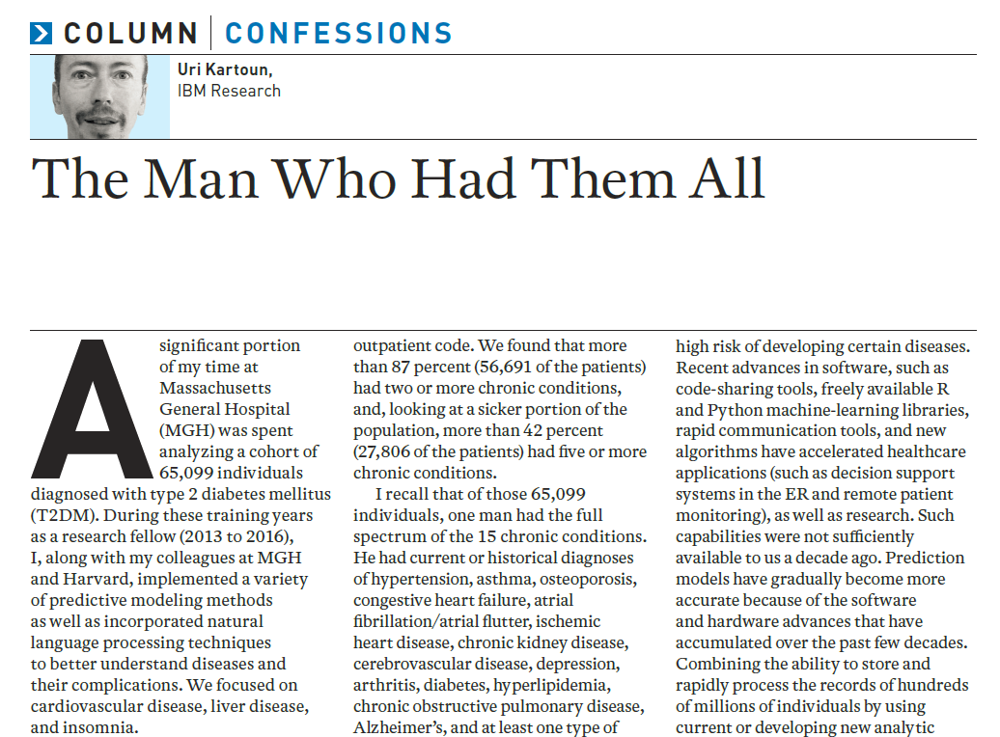 COLUMN CONFESSIONS
Uri Kartoun,
IBM Research
The Man Who Had Them All
A significant portion
of my time at
Massachusetts
General Hospital
(MGH) was spent
analyzing a cohort of
65,099 individuals
diagnosed with type 2 diabetes mellitus
(T2DM). During these training years
as a research fellow (2013 to 2016),
I, along with my colleagues at MGH
and Harvard, implemented a variety
of predictive modeling methods
as well as incorporated natural
language processing techniques
to better understand diseases and
their complications. We focused on
cardiovascular disease, liver disease,
and insomnia.
outpatient code. We found that more
than 87 percent (56,691 of the patients)
had two or more chronic conditions,
and, looking at a sicker portion of the
population, more than 42 percent
(27,806 of the patients) had five or more
chronic conditions.
I recall that of those 65,099
individuals, one man had the full
spectrum of the 15 chronic conditions.
He had current or historical diagnoses
of hypertension, asthma, osteoporosis,
congestive heart failure, atrial
fibrillation/atrial flutter, ischemic
heart disease, chronic kidney disease,
cerebrovascular disease, depression,
arthritis, diabetes, hyperlipidemia,
chronic obstructive pulmonary disease,
Alzheimer's, and at least one type of
high risk of developing certain diseases.
Recent advances in software, such as
code-sharing tools, freely available R
and Python machine-learning libraries,
rapid communication tools, and new
algorithms have accelerated healthcare
applications (such as decision support
systems in the ER and remote patient
monitoring), as well as research. Such
capabilities were not sufficiently
available to us a decade ago. Prediction
models have gradually become more
accurate because of the software
and hardware advances that have
accumulated over the past few decades.
Combining the ability to store and
rapidly process the records of hundreds
of millions of individuals by using
current or developing new analytic